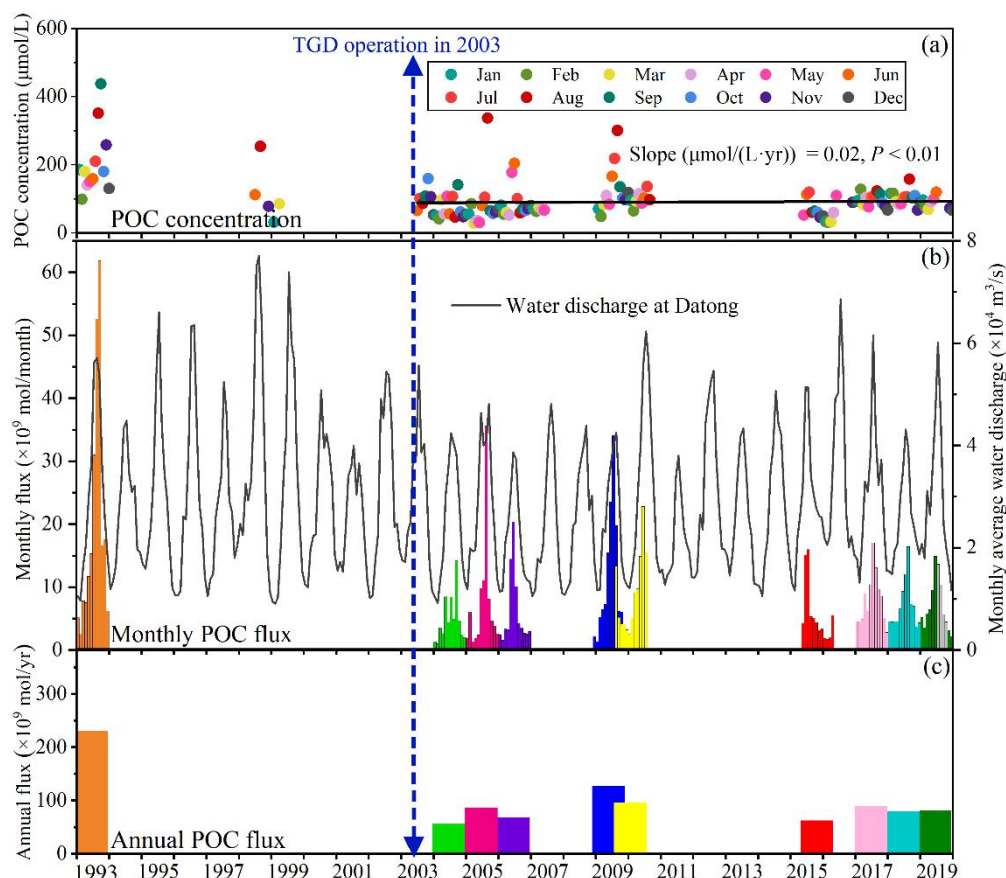 600
400
200
0
POC concentration (μmol/L)
TGD operation in 2003
(a)
Jan Feb Mar Apr May Jun
Jul Aug Sep Oct Nov Dec
Slope (μmol/(L·yr)) = 0.02, P < 0.01
POC concentration
60
50
40
30
20
10
0
Monthly flux (×10⁹ mol/month)
(b)
Water discharge at Datong
Monthly POC flux
8
6
4
2
0
Monthly average water discharge (×10⁴ m³/s)
300
200
100
0
Annual flux (×10⁹ mol/yr)
(c)
Annual POC flux
1993 1995 1997 1999 2001 2003 2005 2007 2009 2011 2013 2015 2017 2019